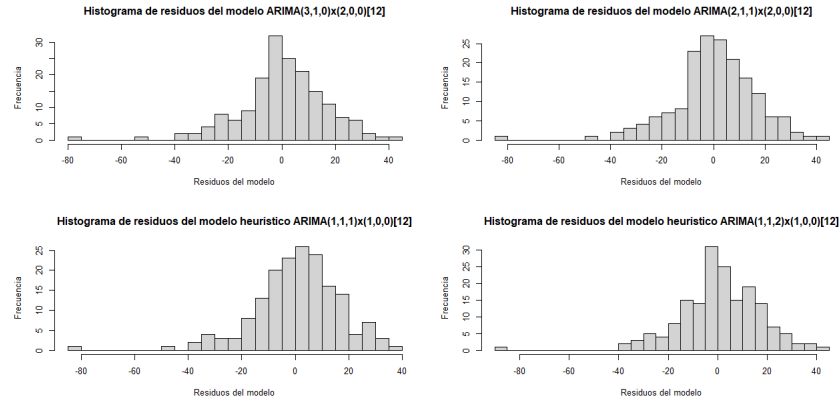 Histograma de residuos del modelo ARIMA(3,1,0)x(2,0,0)[12]
Frecuencia
0 5 10 20 30
-80 -60 -40 -20 0 20 40
Residuos del modelo
Histograma de residuos del modelo ARIMA(2,1,1)x(2,0,0)[12]
Frecuencia
0 5 10 15 20 25
-80 -60 -40 -20 0 20 40
Residuos del modelo
Histograma de residuos del modelo heuristico ARIMA(1,1,1)x(1,0,0)[12]
Frecuencia
0 5 10 15 20 25
-80 -60 -40 -20 0 20 40
Residuos del modelo
Histograma de residuos del modelo heuristico ARIMA(1,1,2)x(1,0,0)[12]
Frecuencia
0 5 10 15 20 25 30
-80 -60 -40 -20 0 20 40
Residuos del modelo